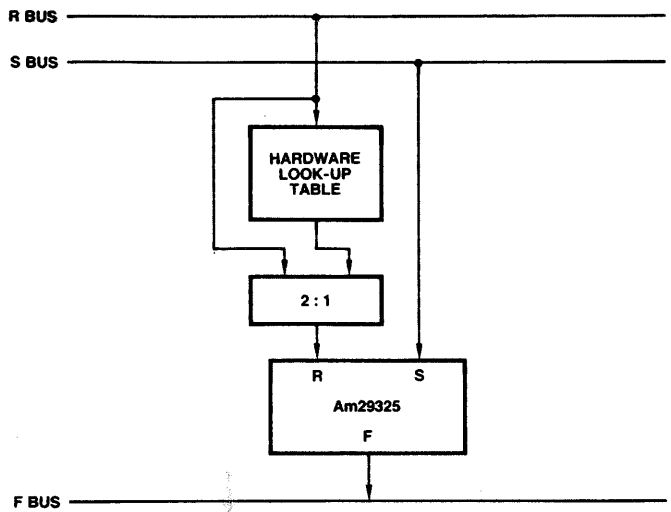 R BUS
S BUS
HARDWARE
LOOK-UP
TABLE
2 : 1
R S
Am29325
F
F BUS